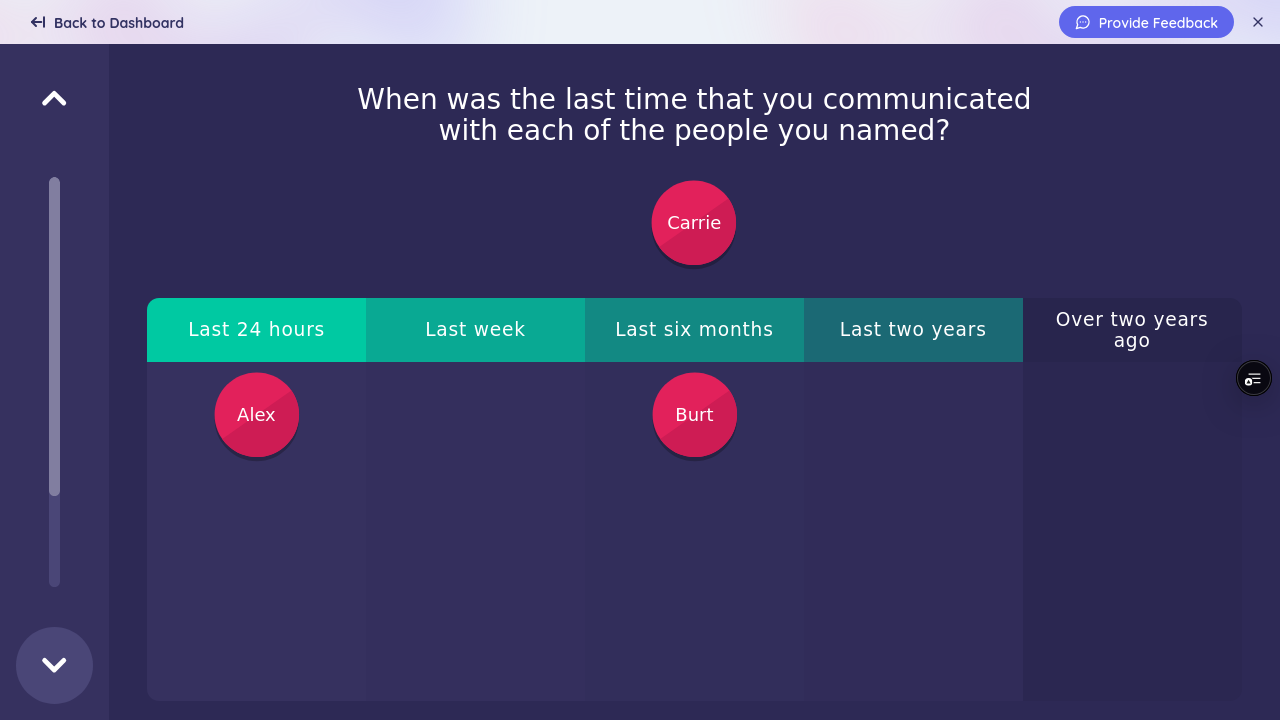 Back to Dashboard
Provide Feedback
When was the last time that you communicated
with each of the people you named?
Carrie
Last 24 hours
Last week
Last six months
Last two years
Over two years
ago
Alex
Burt